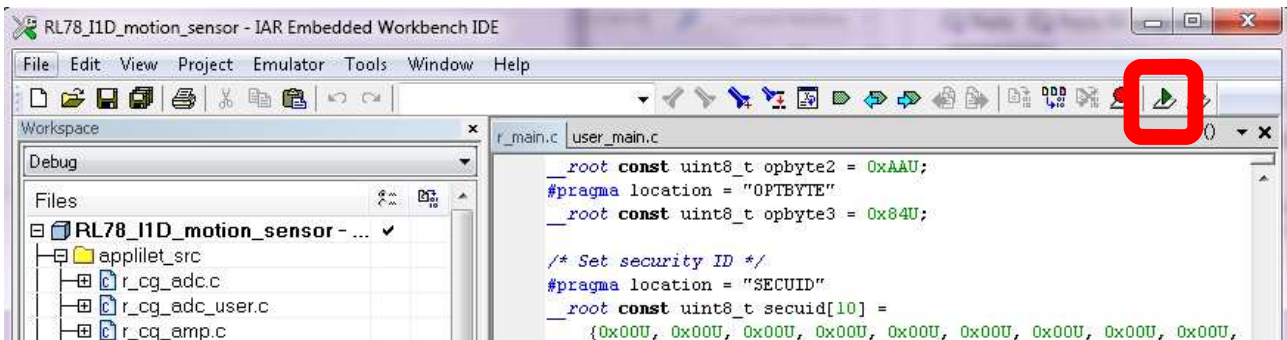 RL78_I1D_motion_sensor - IAR Embedded Workbench IDE
File Edit View Project Emulator Tools Window Help
Workspace
Debug
Files
RL78_I1D_motion_sensor - ...
applilet_src
r_cg_adc.c
r_cg_adc_user.c
r_cg_amp.c
r_main.c user_main.c
__root const uint8_t opbyte2 = 0xAAU;
#pragma location = "OPTBYTE"
__root const uint8_t opbyte3 = 0x84U;
/* Set security ID */
#pragma location = "SECUID"
__root const uint8_t secuid[10] =
{0x00U, 0x00U, 0x00U, 0x00U, 0x00U, 0x00U, 0x00U, 0x00U, 0x00U,